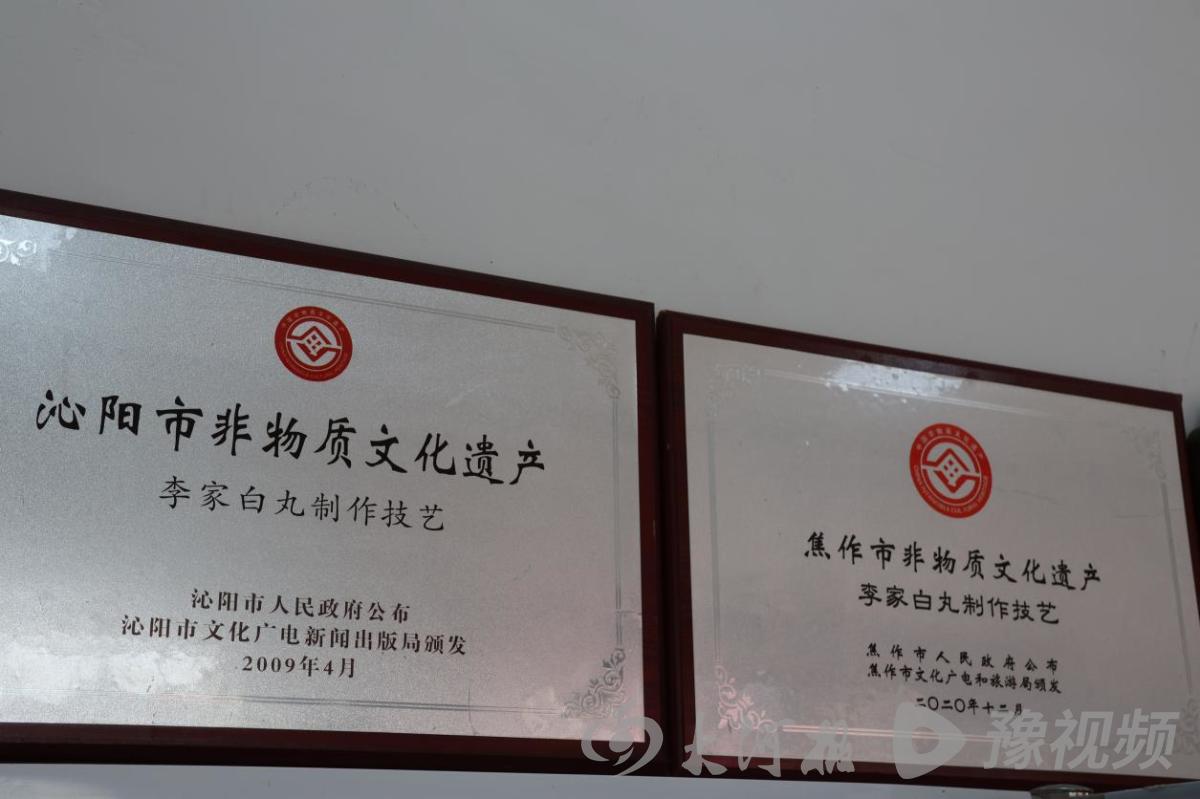 沁阳市非物质文化遗产
李家白丸制作技艺
沁阳市人民政府公布
沁阳市文化广电新闻出版局颁发
2009年4月
焦作市非物质文化遗产
李家白丸制作技艺
焦作市人民政府公布
焦作市文化广电和旅游局颁发
二〇二〇年十二月
大河报
豫视频